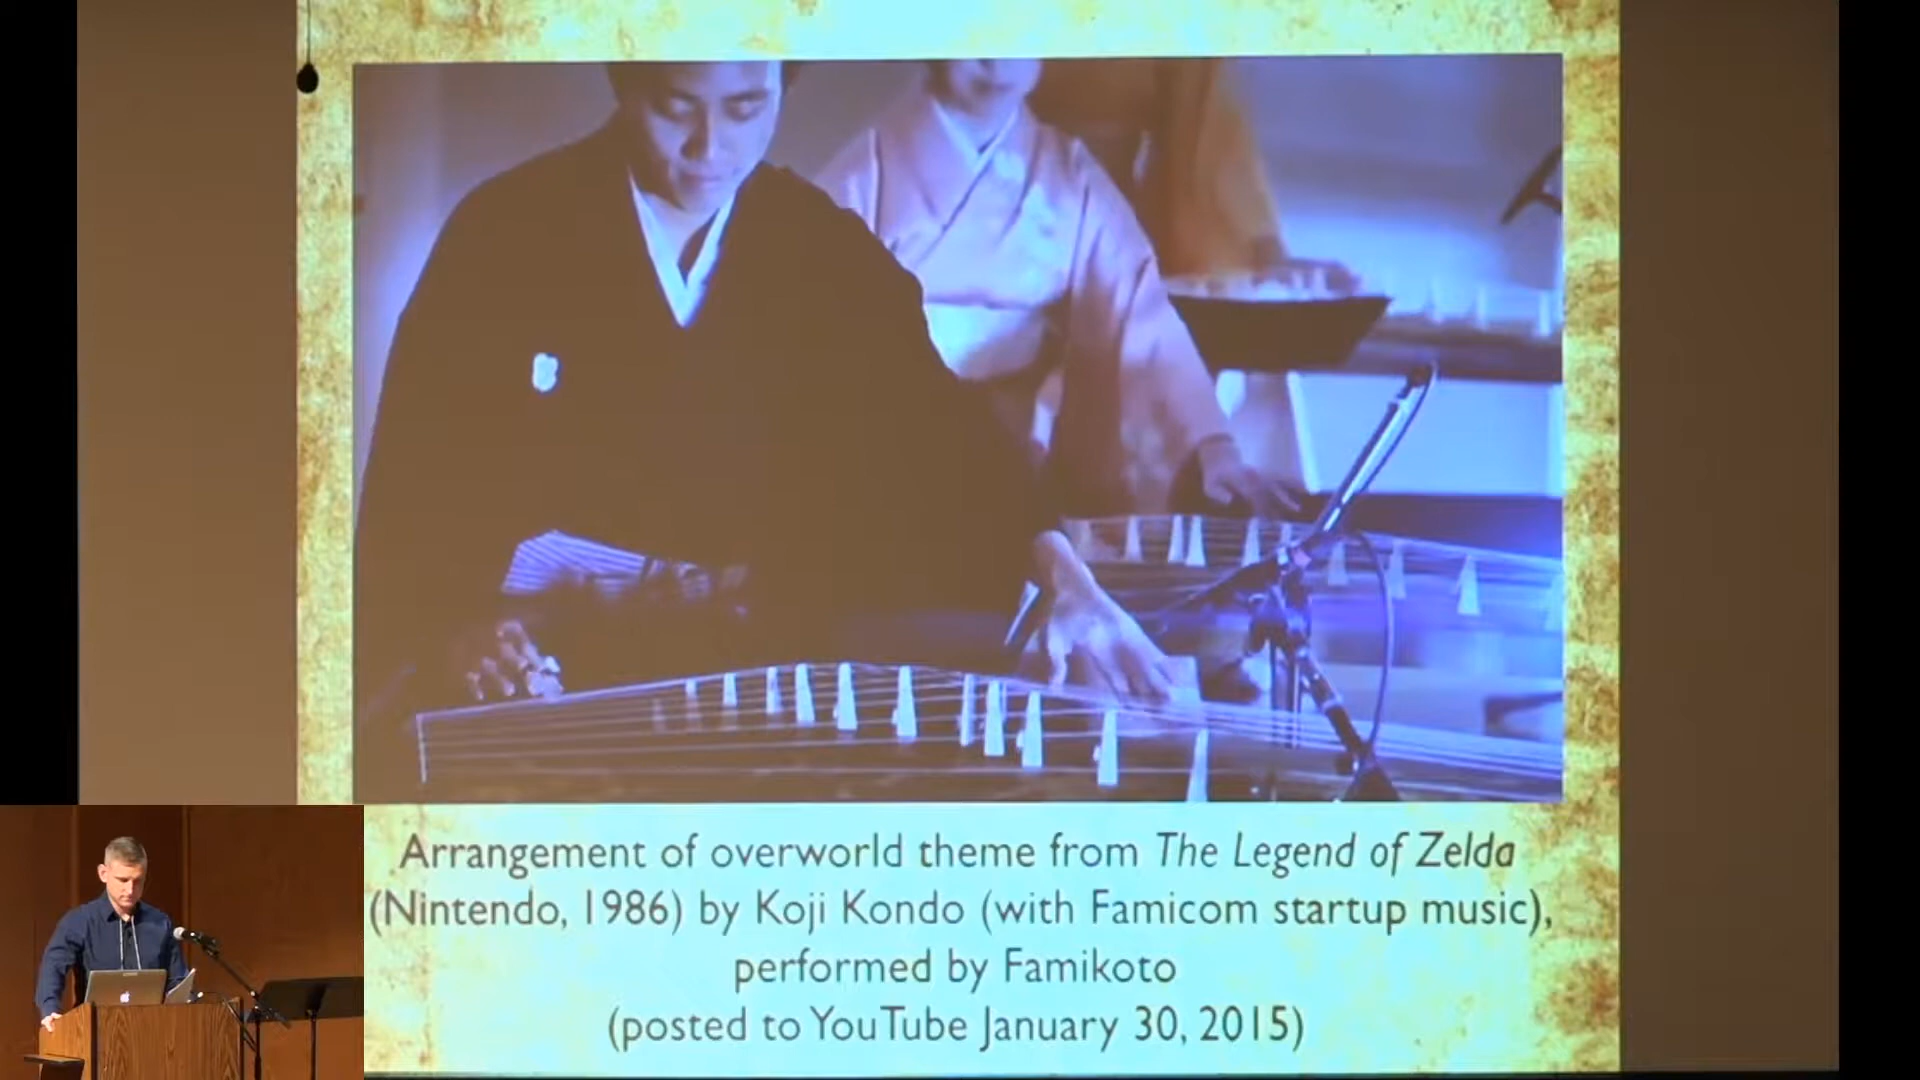 Arrangement of overworld theme from The Legend of Zelda
(Nintendo, 1986) by Koji Kondo (with Famicom startup music),
performed by Famikoto
(posted to YouTube January 30, 2015)